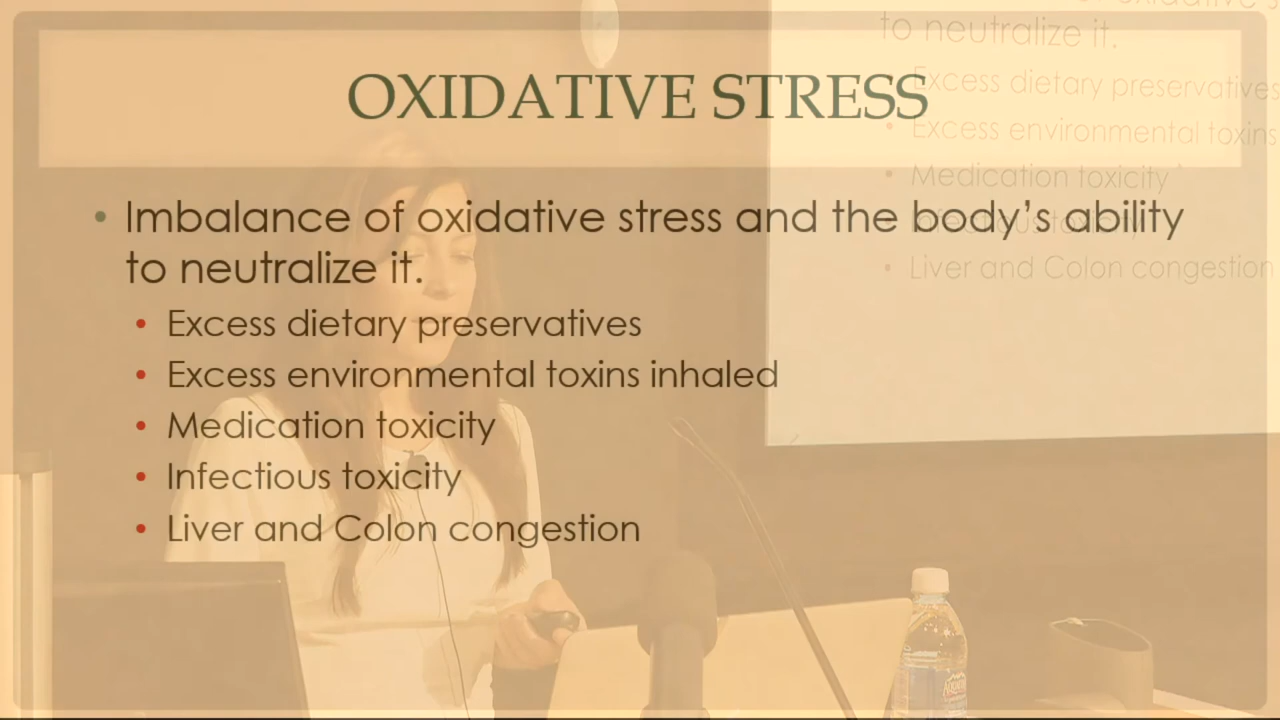 OXIDATIVE STRESS
• Imbalance of oxidative stress and the body's ability
to neutralize it.
• Excess dietary preservatives
• Excess environmental toxins inhaled
• Medication toxicity
• Infectious toxicity
• Liver and Colon congestion
to neutralize it.
Excess dietary preservatives
• Excess environmental toxins
• Medication toxicity
• Infectious toxicity
• Liver and Colon congestion